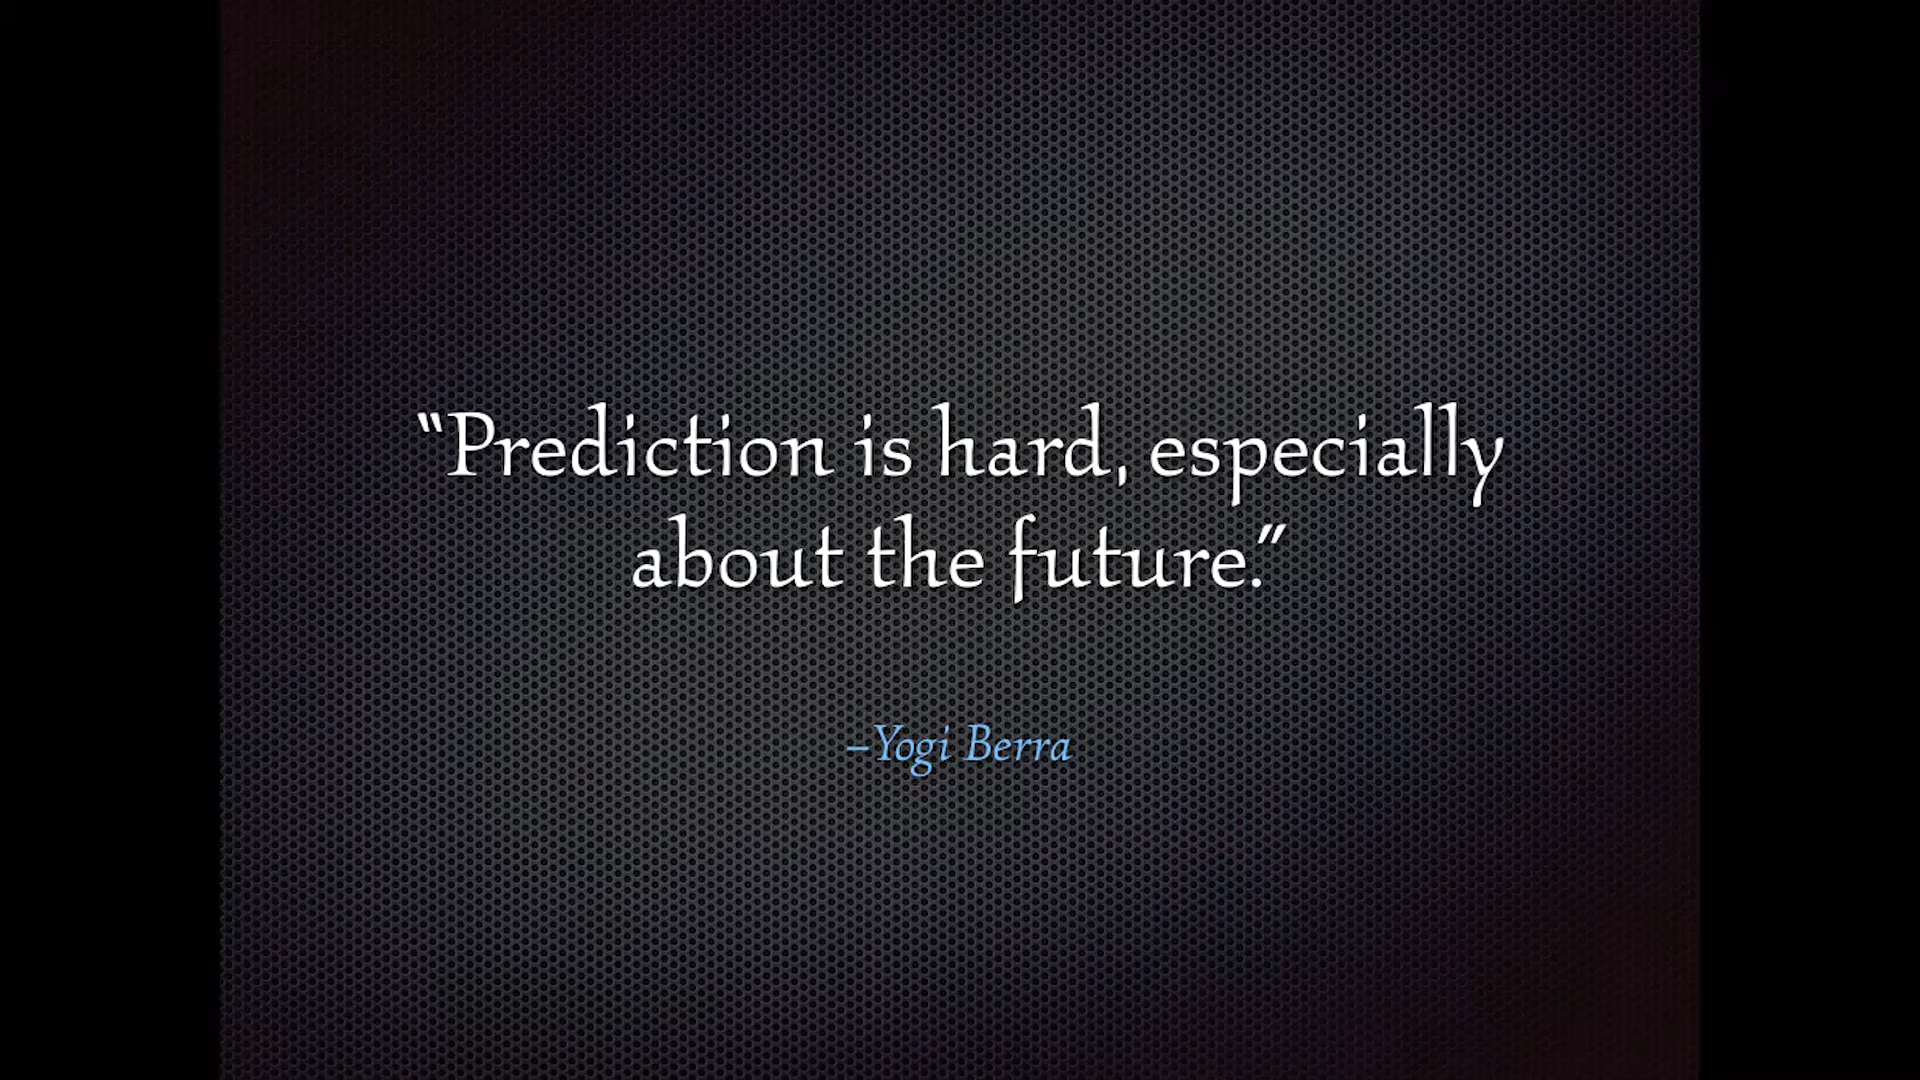 “Prediction is hard, especially
about the future.”
–Yogi Berra